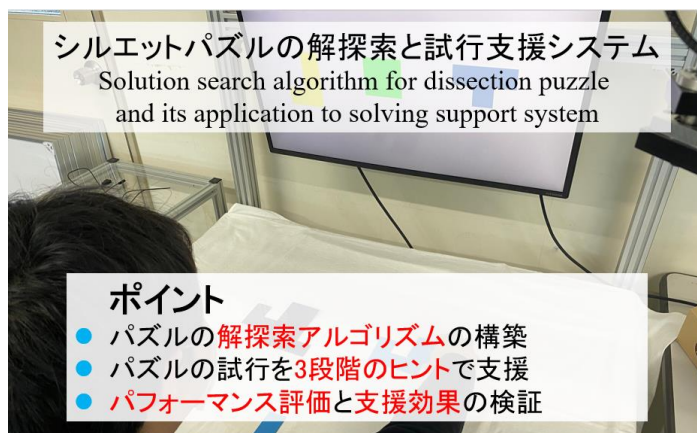 シルエットパズルの解探索と試行支援システム
Solution search algorithm for dissection puzzle
and its application to solving support system
ポイント
● パズルの解探索アルゴリズムの構築
● パズルの試行を3段階のヒントで支援
● パフォーマンス評価と支援効果の検証